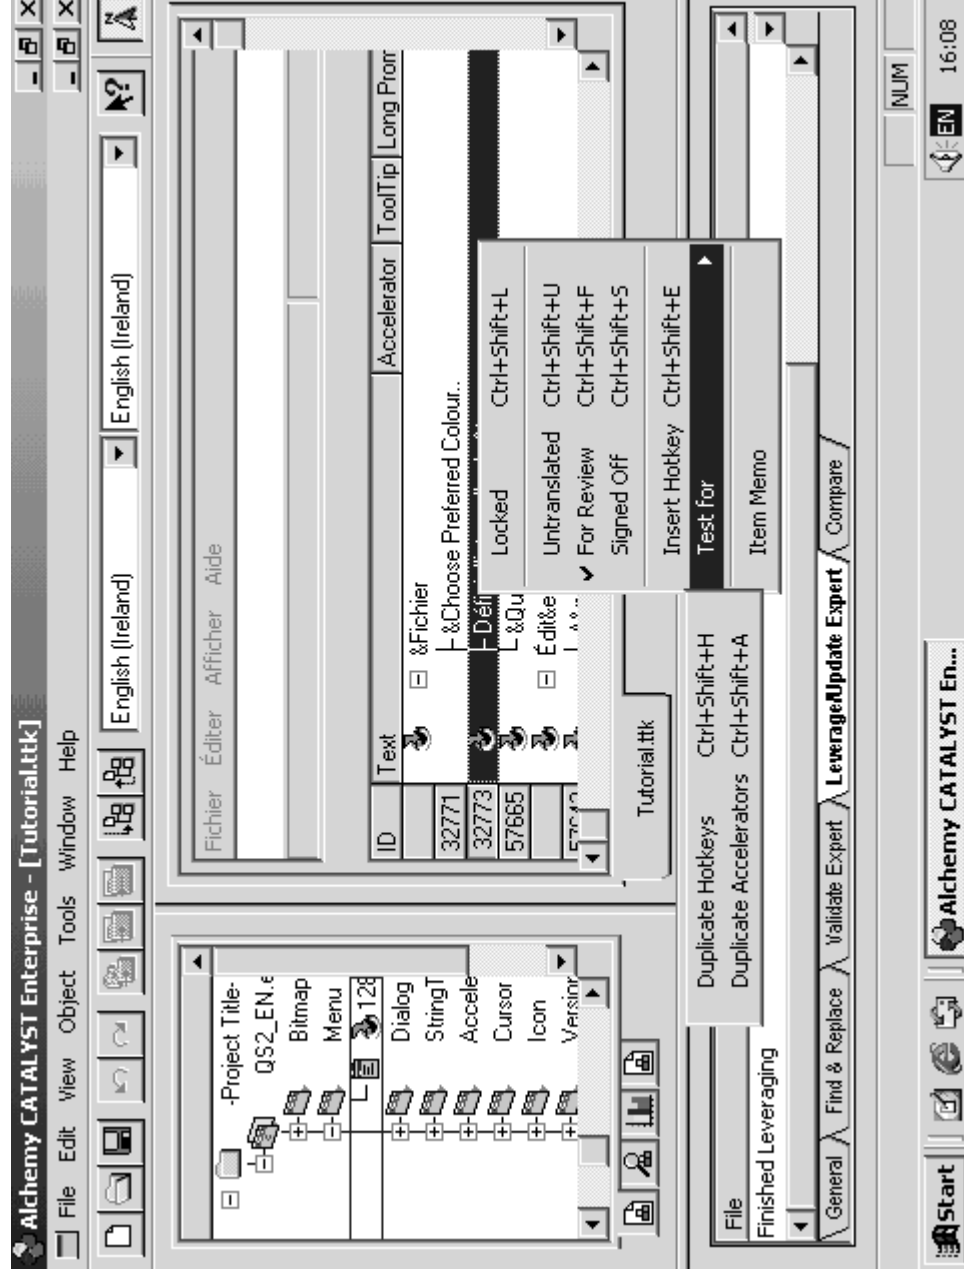 Alchemy CATALYST Enterprise - [Tutorial.ttk]
File Edit View Object Tools Window Help
English (Ireland) English (Ireland)
-Project Title-
QS2_EN.e
Bitmap
Menu
128
Dialog
StringT
Accele
Cursor
Icon
Version
Fichier Éditer Afficher Aide
ID Text Accelerator ToolTip Long Prom
&Fichier
32771 &Choose Preferred Colour..
32773 Défi
57665 &Qu
Édit&e
Tutorial.ttk
Locked Ctrl+Shift+L
Untranslated Ctrl+Shift+U
For Review Ctrl+Shift+F
Signed Off Ctrl+Shift+S
Insert Hotkey Ctrl+Shift+E
Test for
Item Memo
Duplicate Hotkeys Ctrl+Shift+H
Duplicate Accelerators Ctrl+Shift+A
File
Finished Leveraging
General Find & Replace Validate Expert Leverage/Update Expert Compare
NUM
Start Alchemy CATALYST En... EN 16:08